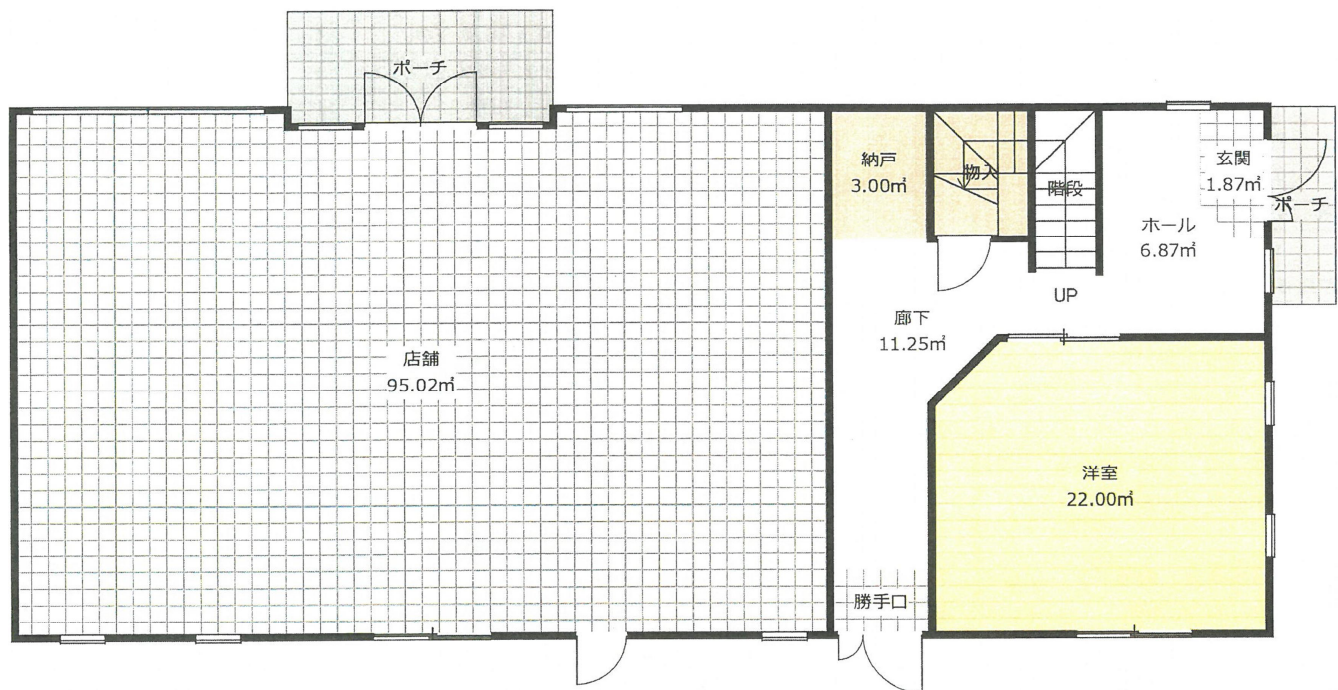 ポーチ
納戸
3.00㎡
物入
階段
玄関
1.87㎡
ポーチ
ホール
6.87㎡
UP
廊下
11.25㎡
店舗
95.02㎡
洋室
22.00㎡
勝手口